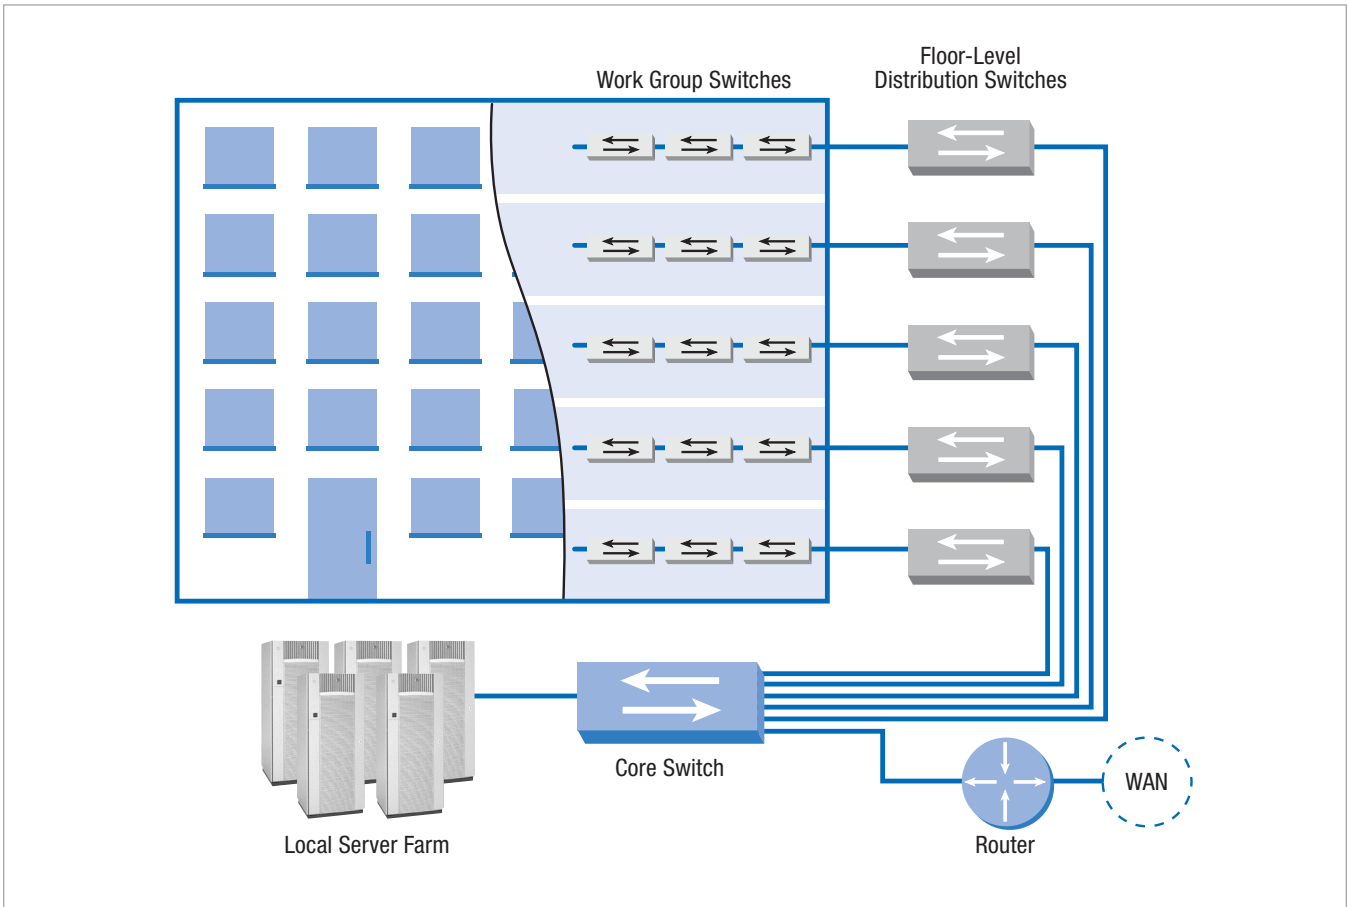 Floor-Level
Distribution Switches
Work Group Switches
Core Switch
WAN
Local Server Farm
Router